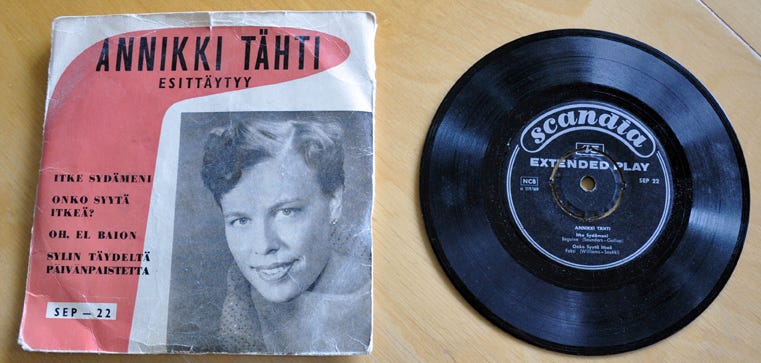 ANNIKKI TÄHTI
ESITTÄYTYY
ITKE SYDÄMENI
ONKO SYYTÄ
ITKEÄ?
OH, EL BAION
SYLIN TÄYDELTÄ
PÄIVÄNPAISTETTA
SEP – 22
scandia
EXTENDED PLAY
NCB
SEP 22
ANNIKKI TÄHTI
Itke Sydämeni
Onko Syytä Itkeä